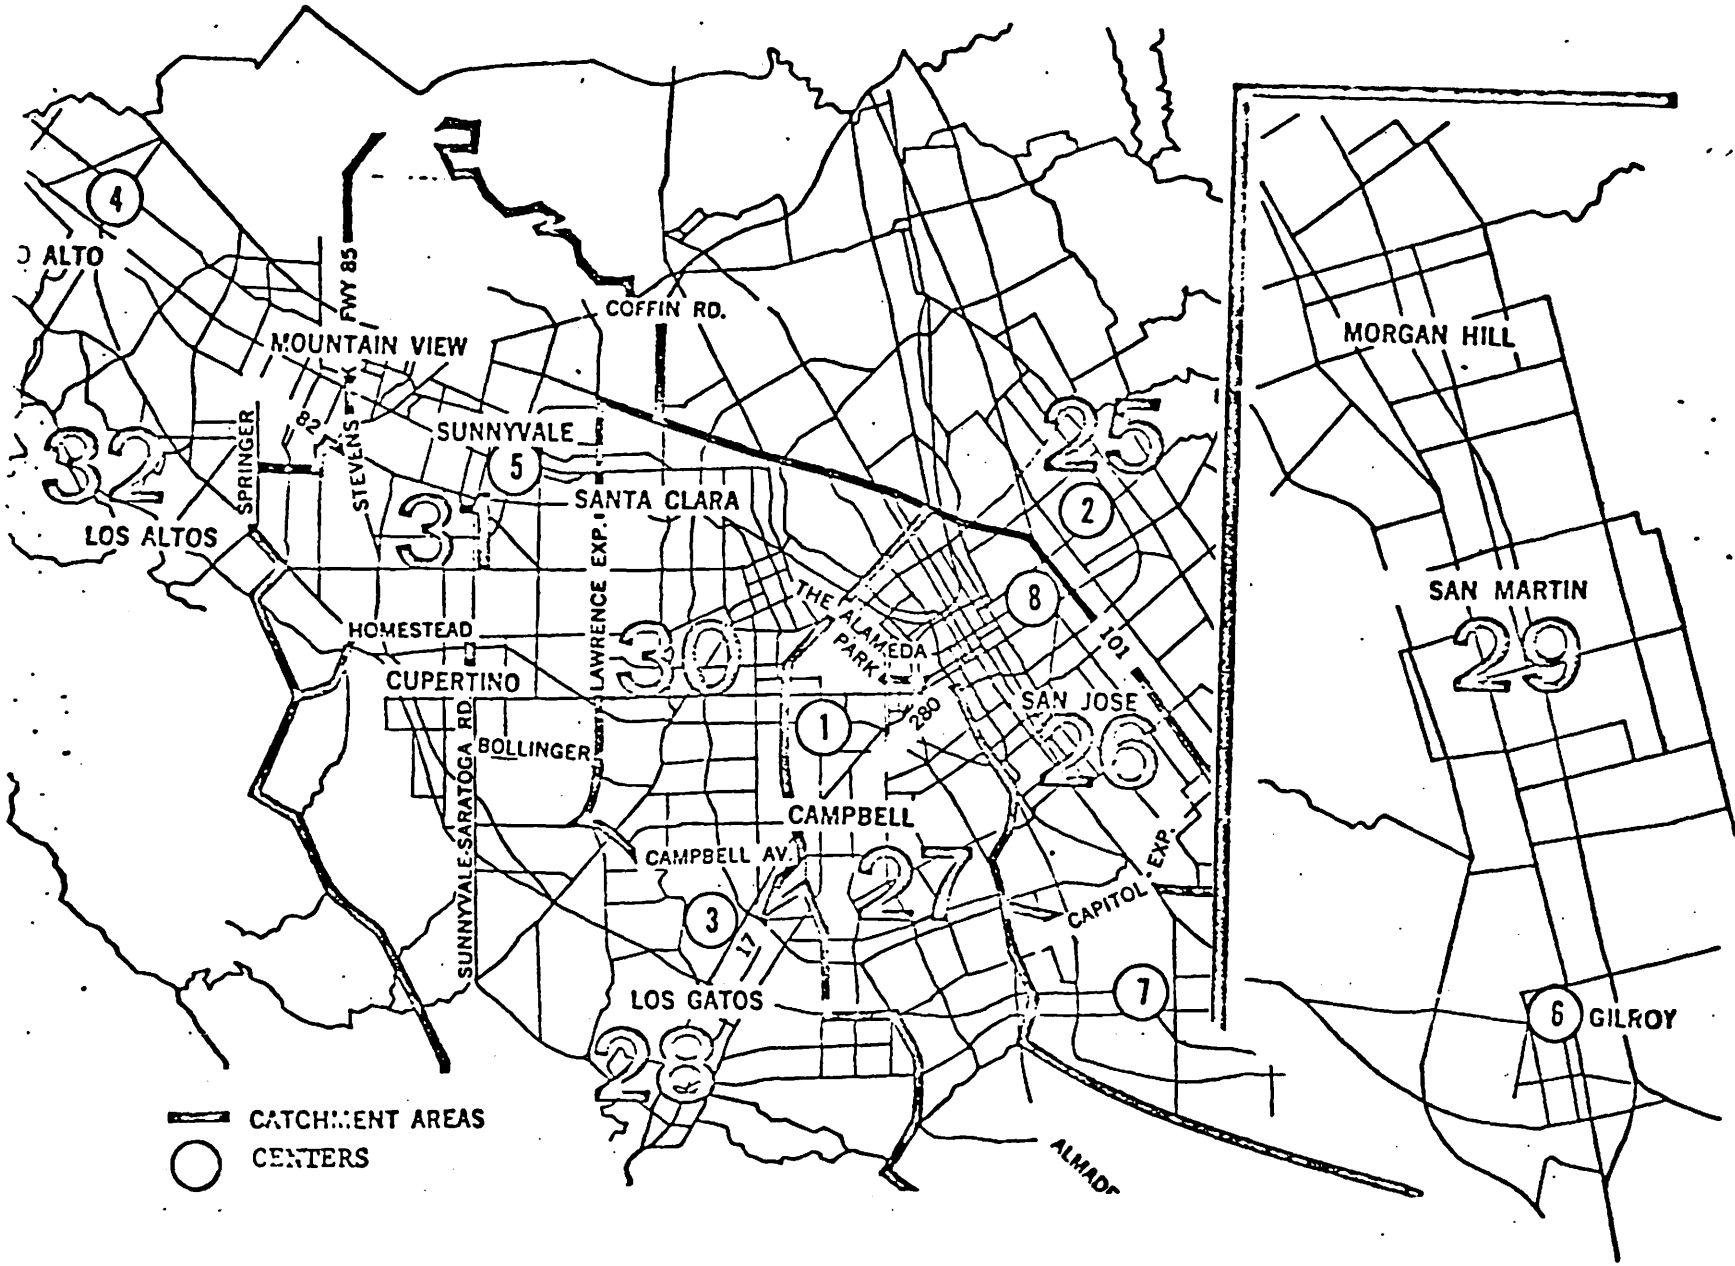 4
O ALTO
FWY 85
COFFIN RD.
MOUNTAIN VIEW
MORGAN HILL
82
SPRINGER
STEVENS
32
SUNNYVALE
5
25
2
SANTA CLARA
LOS ALTOS
31
LAWRENCE EXP.
THE ALAMEDA
PARK
8
101
SAN MARTIN
29
HOMESTEAD
30
CUPERTINO
280
SAN JOSE
26
1
BOLLINGER
SUNNYVALE-SARATOGA RD.
CAMPBELL
CAMPBELL AV.
27
CAPITOL EXP.
3
17
7
LOS GATOS
28
6
GILROY
CATCHMENT AREAS
CENTERS
ALMADE